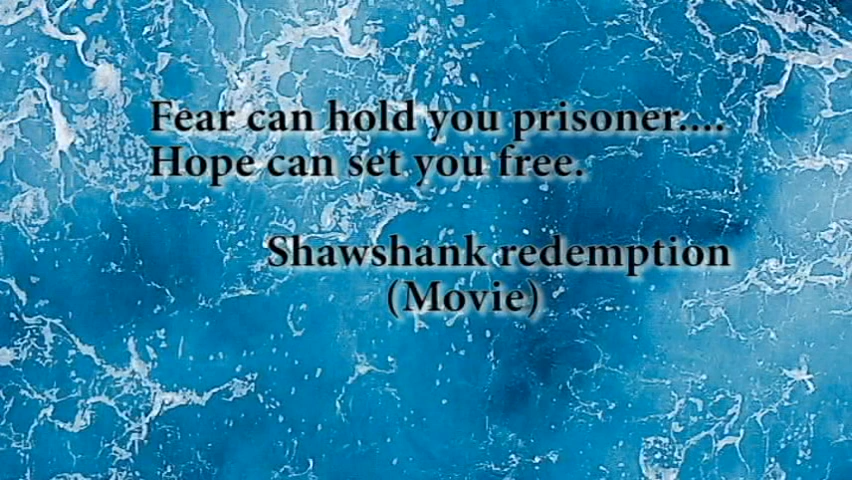 Fear can hold you prisoner....
Hope can set you free.
Shawshank redemption
(Movie)